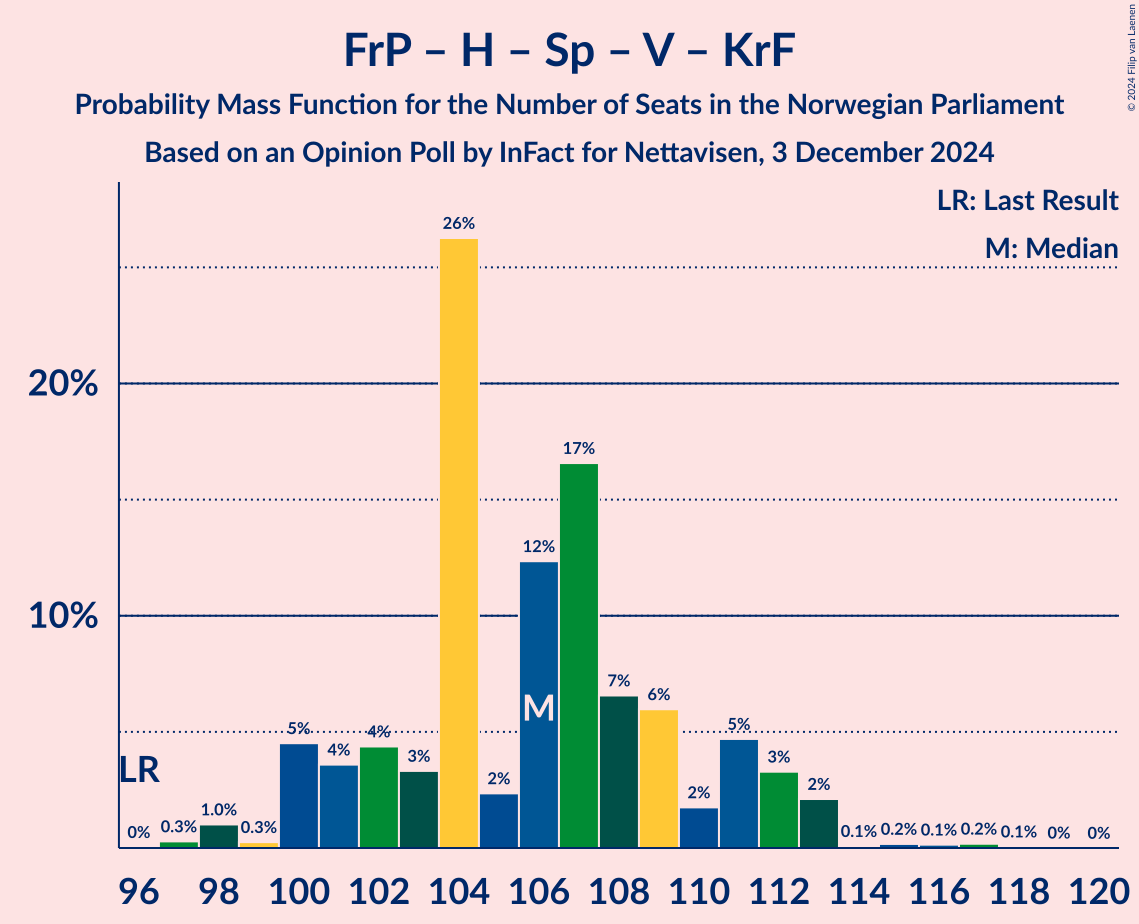 FrP – H – Sp – V – KrF
Probability Mass Function for the Number of Seats in the Norwegian Parliament
Based on an Opinion Poll by InFact for Nettavisen, 3 December 2024
© 2024 Filip van Laenen
LR: Last Result
M: Median
26%
20%
17%
12%
10%
7%
6%
M
5% 4% 4% 3% 2% 2% 5% 3% 2%
LR
0% 0.3% 1.0% 0.3% 0.1% 0.2% 0.1% 0.2% 0.1% 0% 0%
96 98 100 102 104 106 108 110 112 114 116 118 120